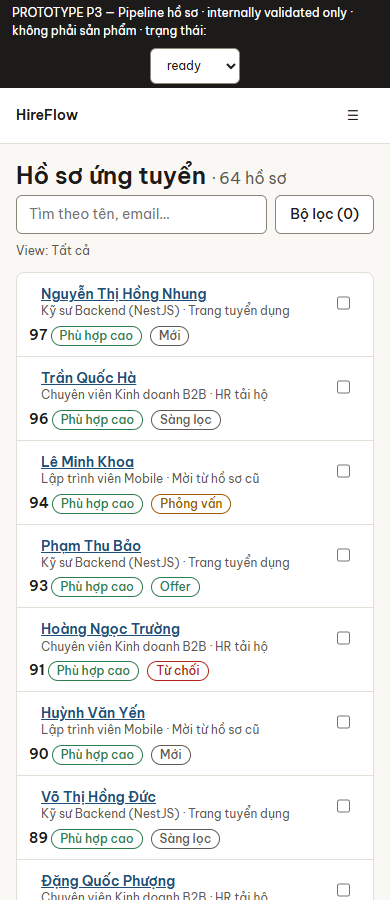 PROTOTYPE P3 — Pipeline hồ sơ · internally validated only ·
không phải sản phẩm · trạng thái:
ready
HireFlow
☰
Hồ sơ ứng tuyển · 64 hồ sơ
Tìm theo tên, email…
Bộ lọc (0)
View: Tất cả
Nguyễn Thị Hồng Nhung
Kỹ sư Backend (NestJS) · Trang tuyển dụng
97 Phù hợp cao Mới
Trần Quốc Hà
Chuyên viên Kinh doanh B2B · HR tải hộ
96 Phù hợp cao Sàng lọc
Lê Minh Khoa
Lập trình viên Mobile · Mời từ hồ sơ cũ
94 Phù hợp cao Phỏng vấn
Phạm Thu Bảo
Kỹ sư Backend (NestJS) · Trang tuyển dụng
93 Phù hợp cao Offer
Hoàng Ngọc Trường
Chuyên viên Kinh doanh B2B · HR tải hộ
91 Phù hợp cao Từ chối
Huỳnh Văn Yến
Lập trình viên Mobile · Mời từ hồ sơ cũ
90 Phù hợp cao Mới
Võ Thị Hồng Đức
Kỹ sư Backend (NestJS) · Trang tuyển dụng
89 Phù hợp cao Sàng lọc
Đặng Quốc Phượng
Chuyên viên Kinh doanh B2B · HR tải hộ